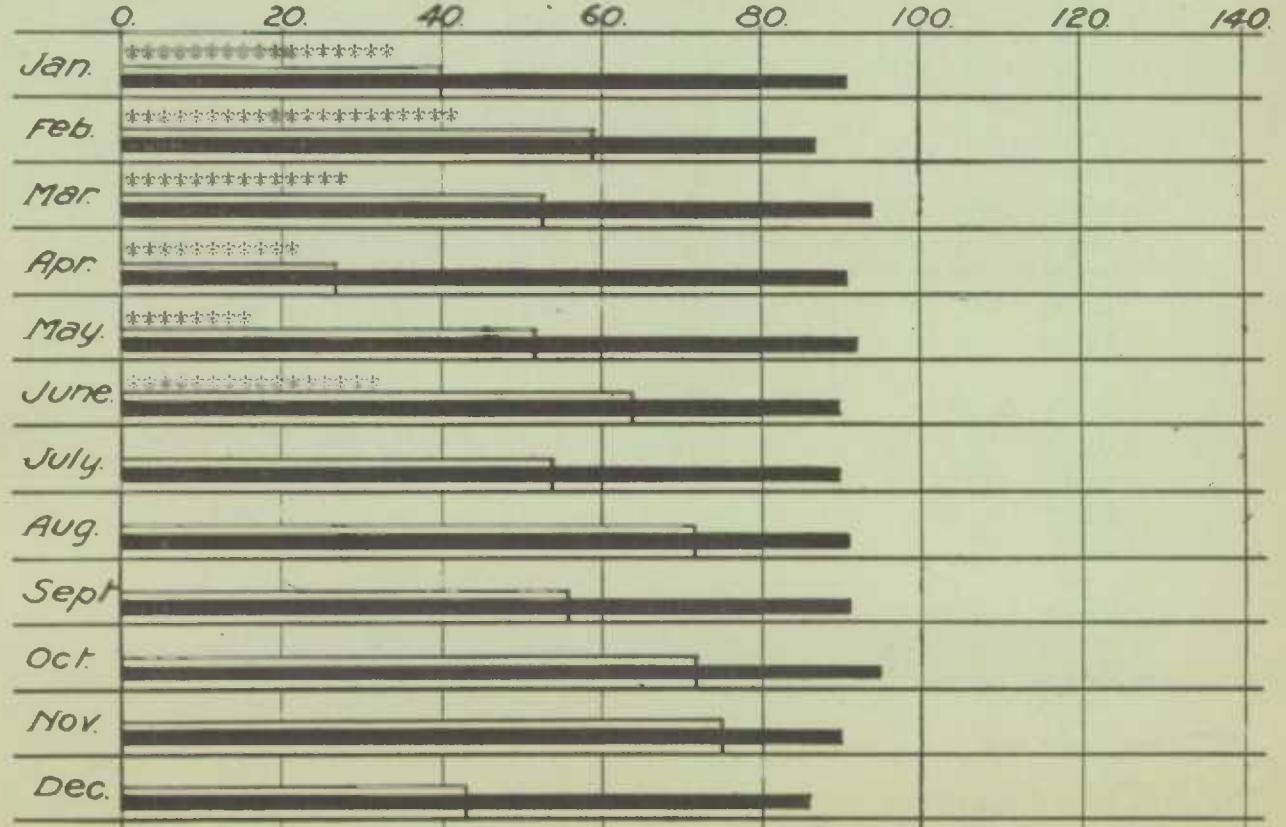 0. 20. 40. 60. 80. 100. 120. 140.
Jan.
Feb.
Mar.
Apr.
May.
June.
July.
Aug.
Sept
Oct.
Nov.
Dec.